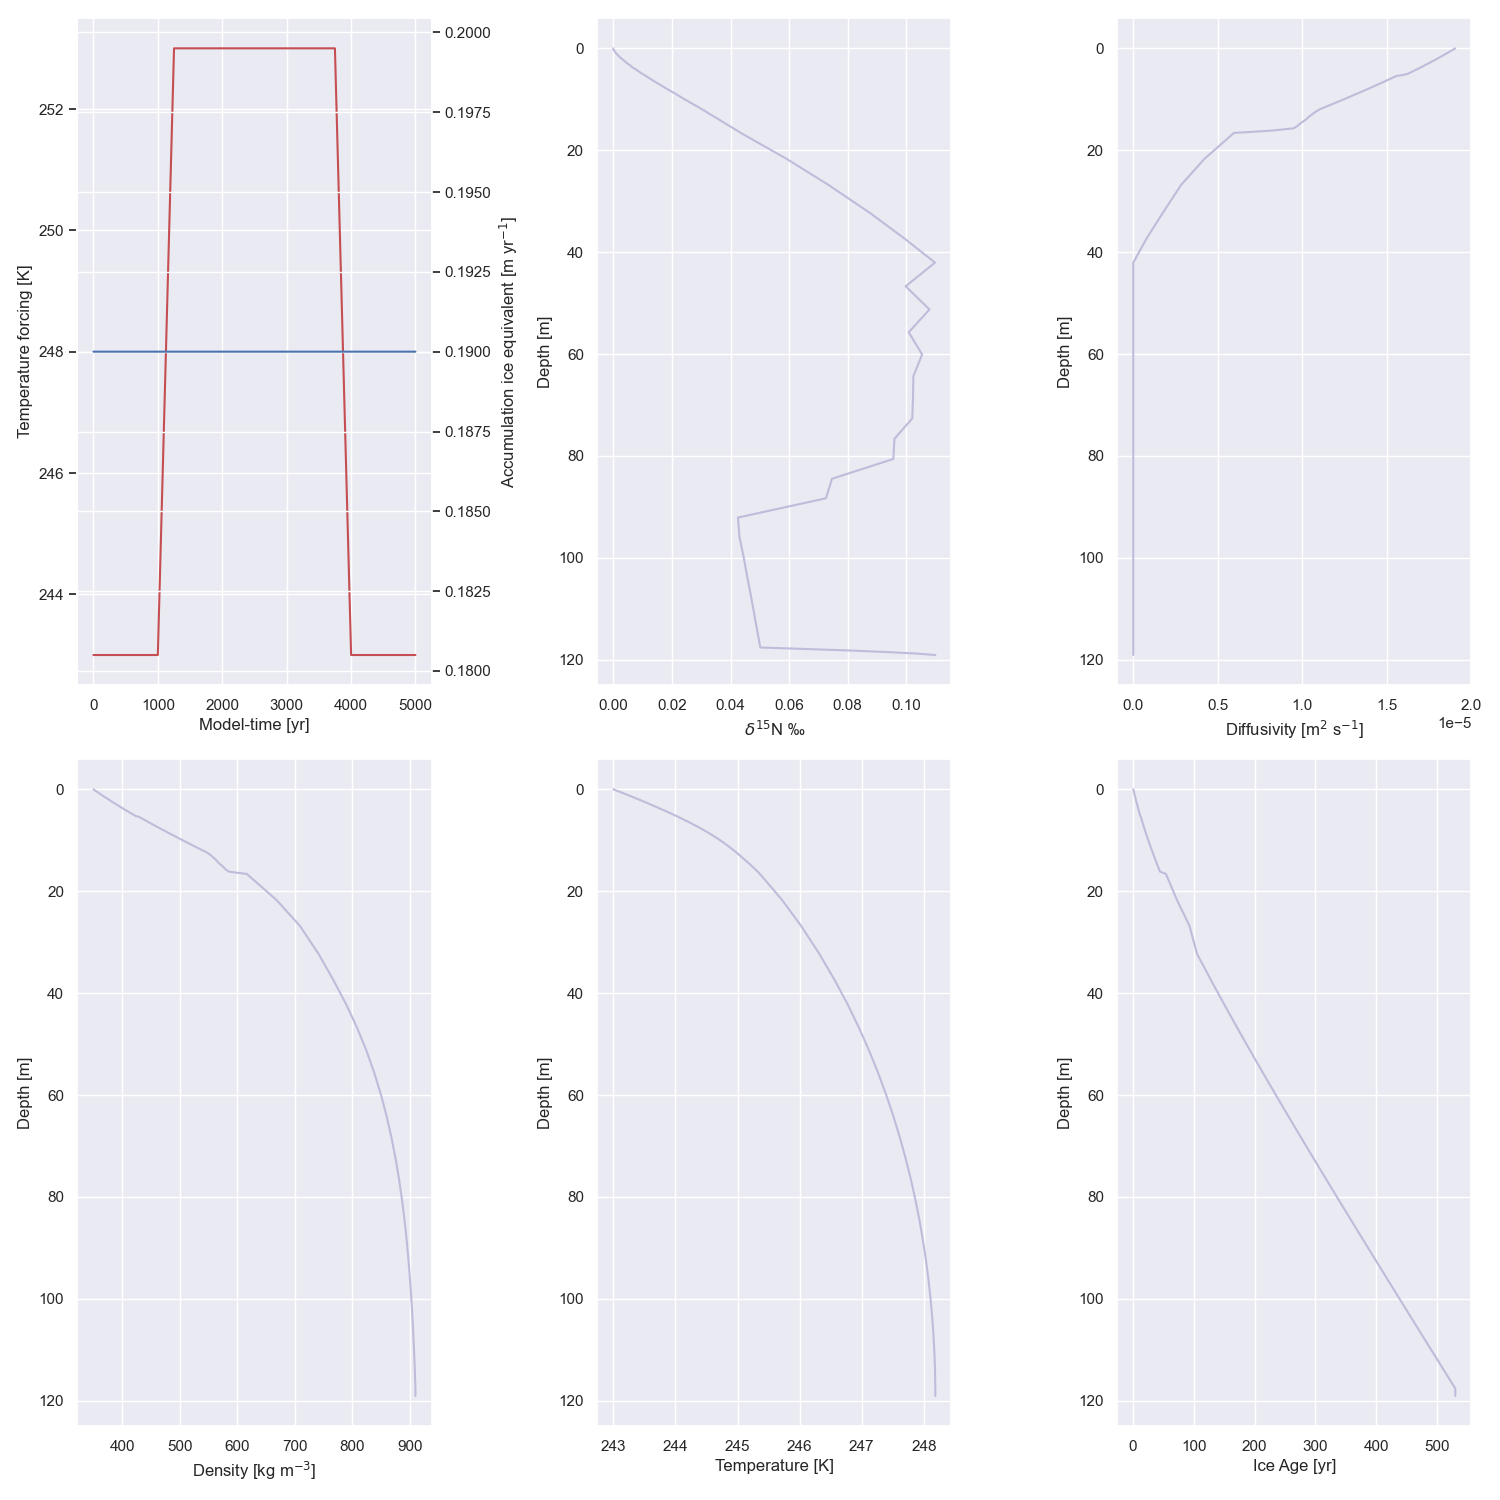 252
250
248
246
244
Temperature forcing [K]
0 1000 2000 3000 4000 5000
Model-time [yr]
0.2000
0.1975
0.1950
0.1925
0.1900
0.1875
0.1850
0.1825
0.1800
Accumulation ice equivalent [m yr⁻¹]
0
20
40
60
80
100
120
Depth [m]
0.00 0.02 0.04 0.06 0.08 0.10
δ¹⁵N ‰
0
20
40
60
80
100
120
Depth [m]
0.0 0.5 1.0 1.5 2.0
1e−5
Diffusivity [m² s⁻¹]
0
20
40
60
80
100
120
Depth [m]
400 500 600 700 800 900
Density [kg m⁻³]
0
20
40
60
80
100
120
Depth [m]
243 244 245 246 247 248
Temperature [K]
0
20
40
60
80
100
120
Depth [m]
0 100 200 300 400 500
Ice Age [yr]